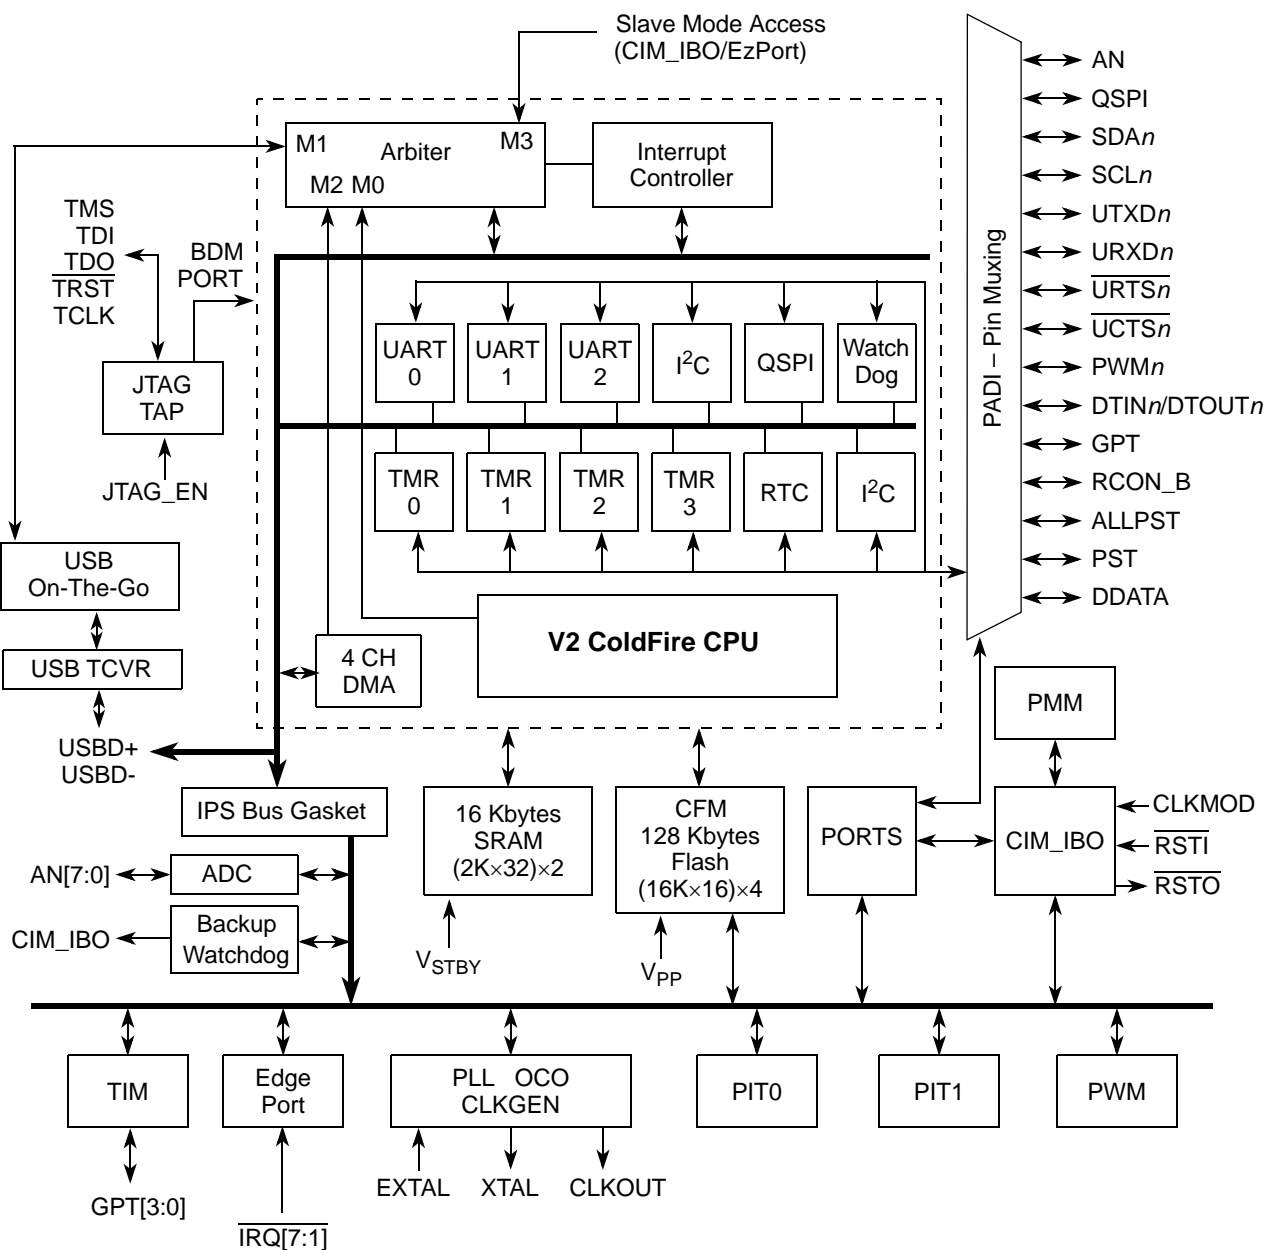 Slave Mode Access
(CIM_IBO/EzPort)
AN
QSPI
SDAn
SCLn
UTXDn
URXDn
URTSn
UCTSn
PWMn
DTINn/DTOUTn
GPT
RCON_B
ALLPST
PST
DDATA
PADI – Pin Muxing
M1
Arbiter
M3
M2 M0
Interrupt
Controller
TMS
TDI
TDO
TRST
TCLK
BDM
PORT
JTAG
TAP
JTAG_EN
UART
0
UART
1
UART
2
I²C
QSPI
Watch
Dog
TMR
0
TMR
1
TMR
2
TMR
3
RTC
I²C
USB
On-The-Go
USB TCVR
USBD+
USBD-
4 CH
DMA
V2 ColdFire CPU
PMM
IPS Bus Gasket
16 Kbytes
SRAM
(2K×32)×2
CFM
128 Kbytes
Flash
(16K×16)×4
PORTS
CIM_IBO
CLKMOD
RSTI
RSTO
AN[7:0]
ADC
CIM_IBO
Backup
Watchdog
VSTBY
VPP
TIM
Edge
Port
PLL OCO
CLKGEN
PIT0
PIT1
PWM
GPT[3:0]
IRQ[7:1]
EXTAL
XTAL
CLKOUT